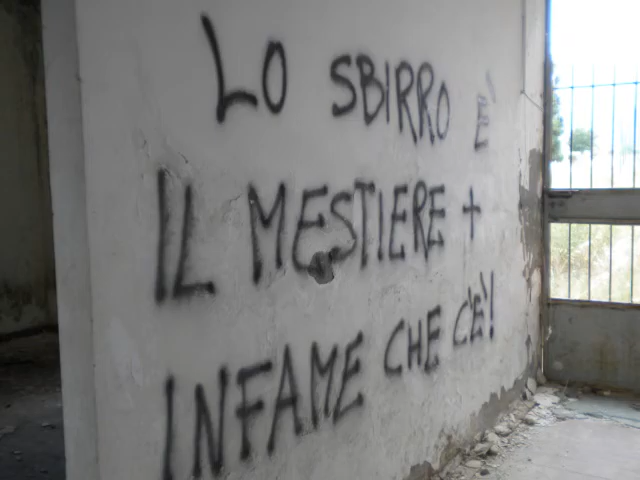 LO SBIRRO È
IL MESTIERE +
INFAME CHE C'È!